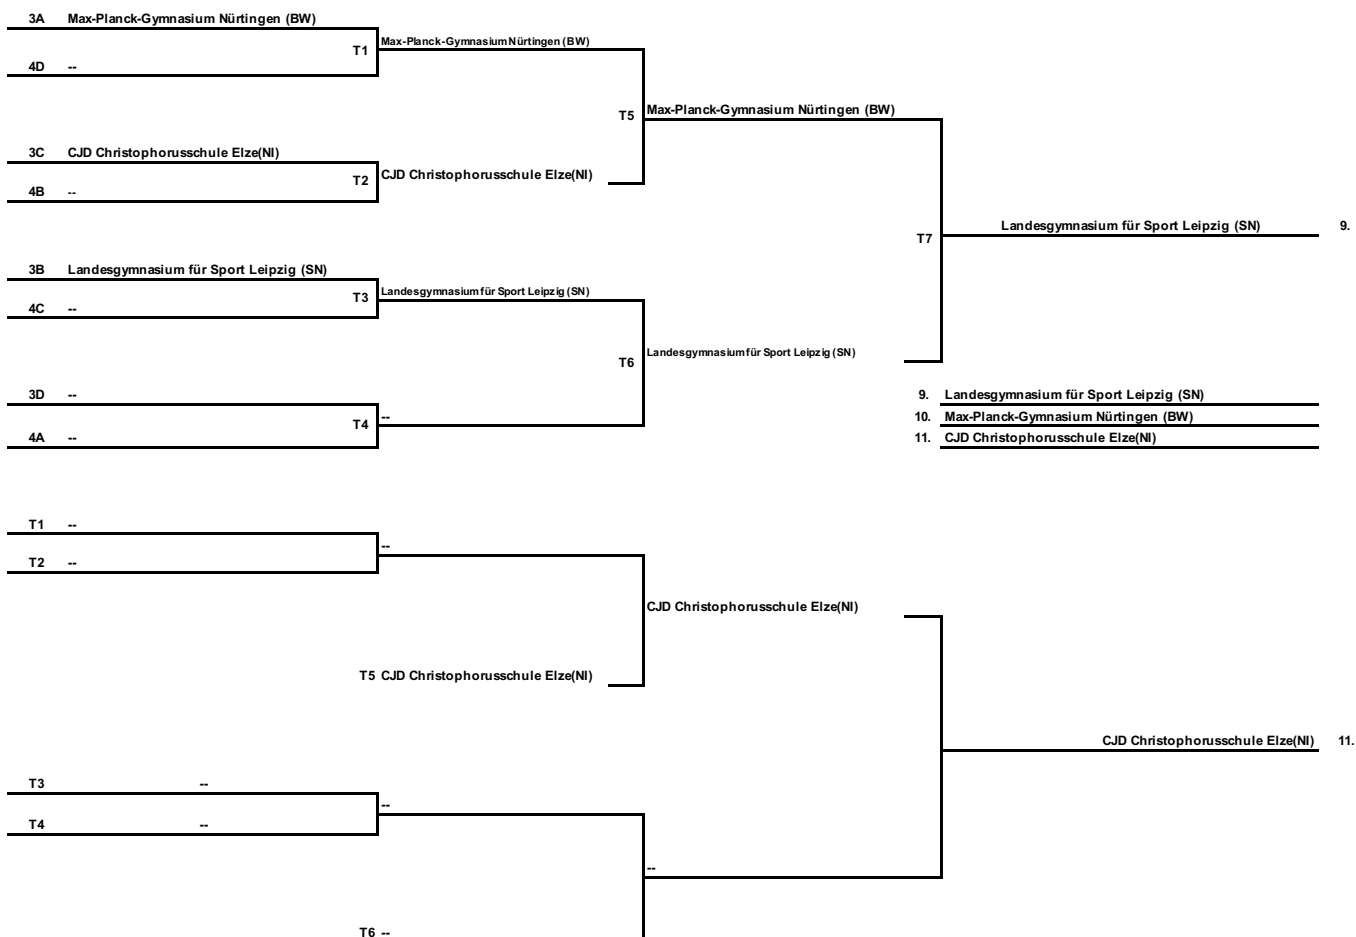 3A Max-Planck-Gymnasium Nürtingen (BW)
T1 Max-Planck-Gymnasium Nürtingen (BW)
4D --
T5 Max-Planck-Gymnasium Nürtingen (BW)
3C CJD Christophorusschule Elze(NI)
T2 CJD Christophorusschule Elze(NI)
4B --
Landesgymnasium für Sport Leipzig (SN) 9.
T7
3B Landesgymnasium für Sport Leipzig (SN)
T3 Landesgymnasium für Sport Leipzig (SN)
4C --
T6 Landesgymnasium für Sport Leipzig (SN)
3D --
9. Landesgymnasium für Sport Leipzig (SN)
T4 --
10. Max-Planck-Gymnasium Nürtingen (BW)
4A --
11. CJD Christophorusschule Elze(NI)
T1 --
--
T2 --
CJD Christophorusschule Elze(NI)
T5 CJD Christophorusschule Elze(NI)
CJD Christophorusschule Elze(NI) 11.
T3 --
--
T4 --
--
T6 --